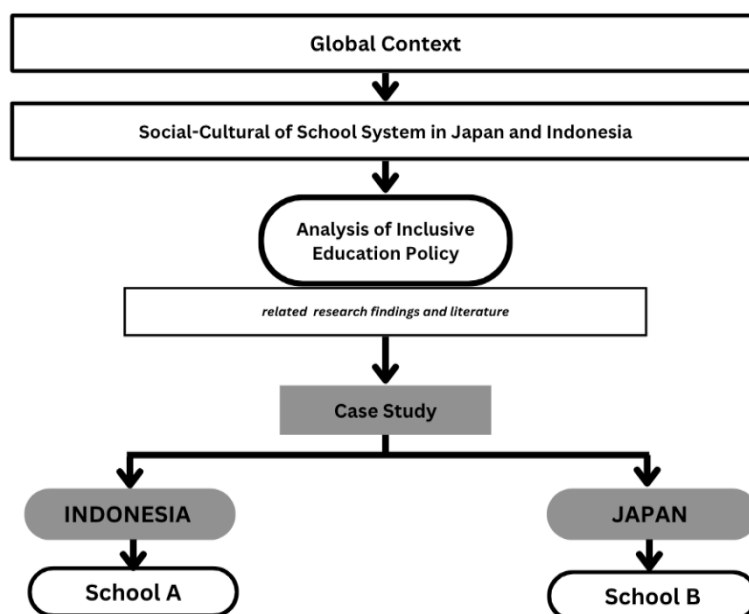 Global Context
Social-Cultural of School System in Japan and Indonesia
Analysis of Inclusive
Education Policy
related research findings and literature
Case Study
INDONESIA
JAPAN
School A
School B